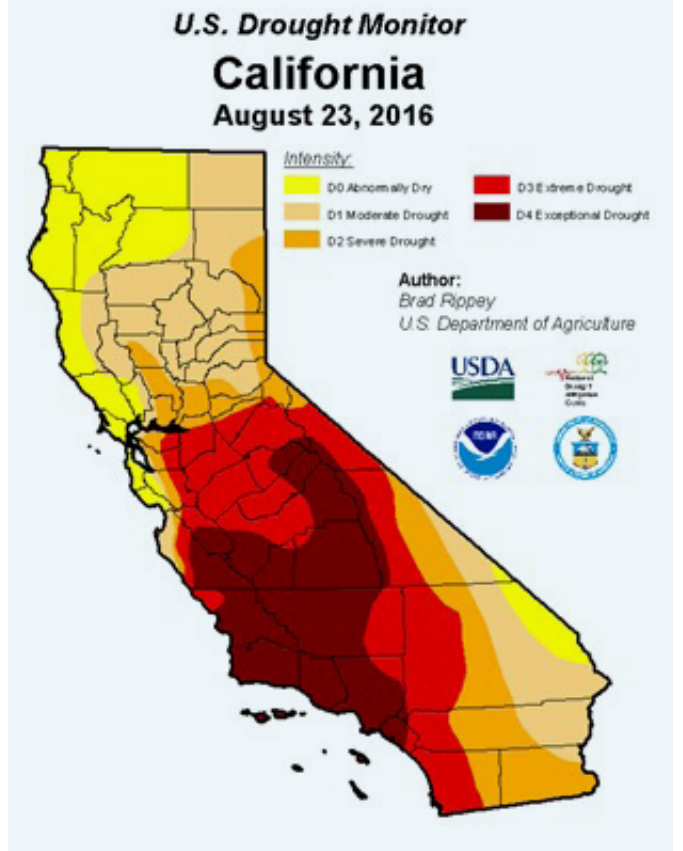 U.S. Drought Monitor
California
August 23, 2016
Intensity:
D0 Abnormally Dry
D1 Moderate Drought
D2 Severe Drought
D3 Extreme Drought
D4 Exceptional Drought
Author:
Brad Rippey
U.S. Department of Agriculture
USDA
NOAA